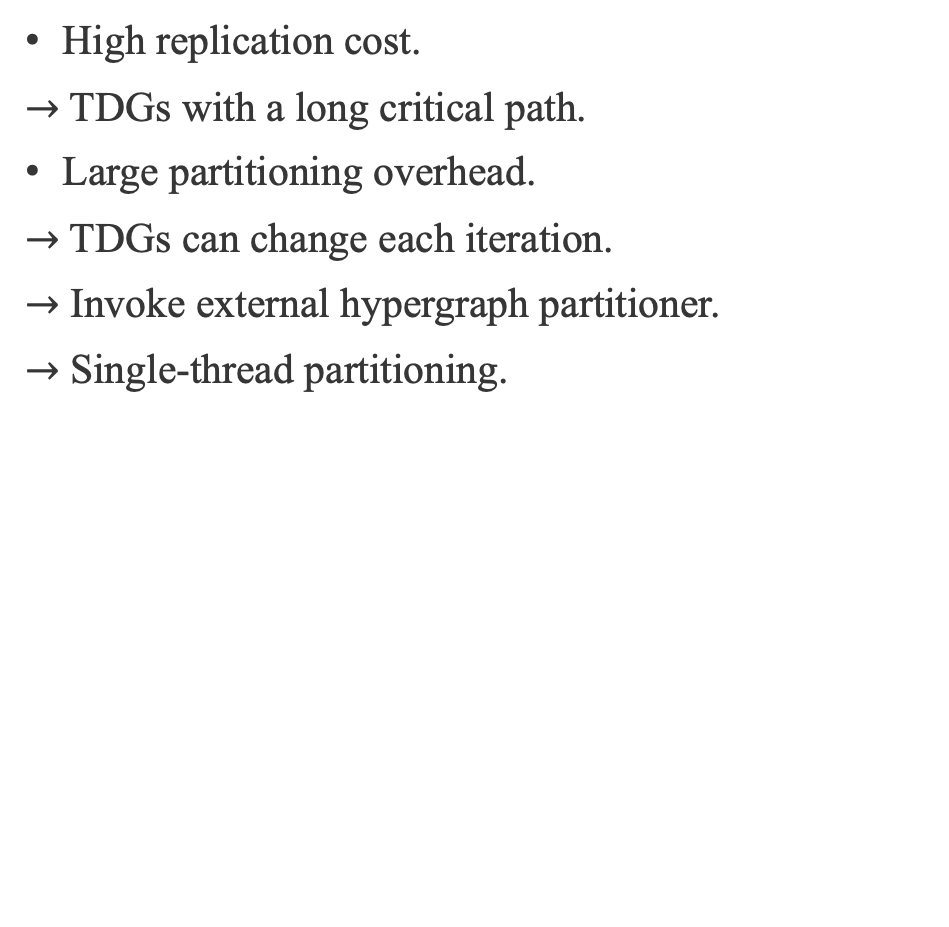 • High replication cost.
→ TDGs with a long critical path.
• Large partitioning overhead.
→ TDGs can change each iteration.
→ Invoke external hypergraph partitioner.
→ Single-thread partitioning.